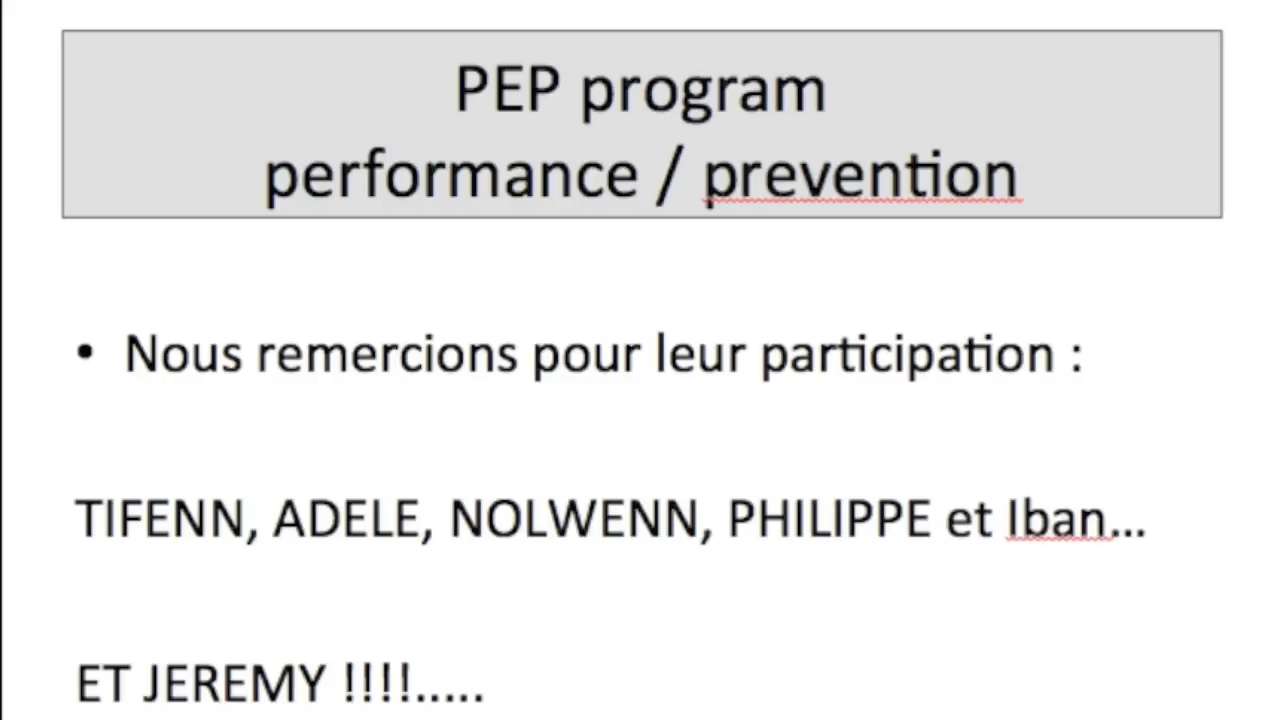 PEP program
performance / prevention
• Nous remercions pour leur participation :
TIFENN, ADELE, NOLWENN, PHILIPPE et Iban...
ET JEREMY !!!!.....